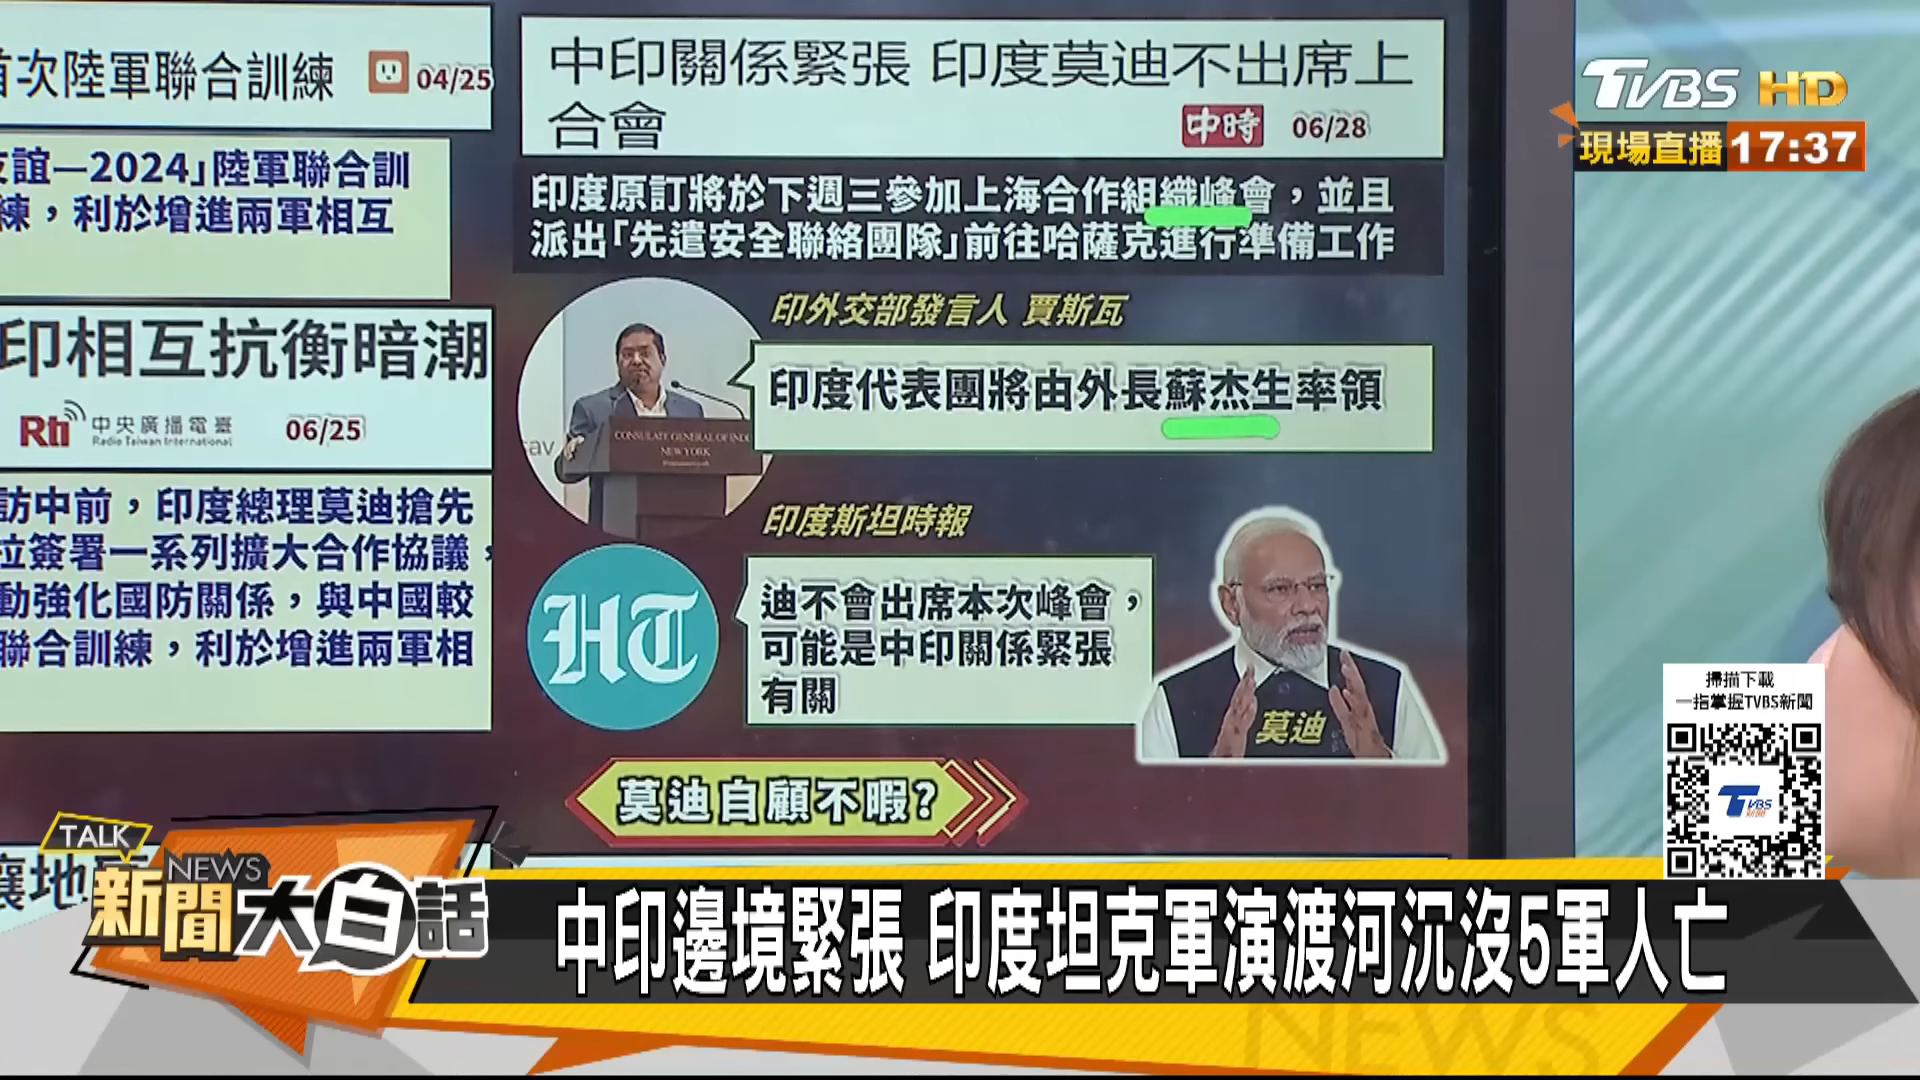 首次陸軍聯合訓練 04/25
友誼—2024」陸軍聯合訓
練，利於增進兩軍相互
印相互抗衡暗潮
Rti 中央廣播電臺 06/25
Radio Taiwan International
訪中前，印度總理莫迪搶先
簽署一系列擴大合作協議，
動強化國防關係，與中國較
聯合訓練，利於增進兩軍相
中印關係緊張 印度莫迪不出席上
合會
中時 06/28
印度原訂將於下週三參加上海合作組織峰會，並且
派出「先遣安全聯絡團隊」前往哈薩克進行準備工作
印外交部發言人 賈斯瓦
印度代表團將由外長蘇杰生率領
CONSULATE GENERAL OF INDI
NEW YORK
印度斯坦時報
HT
迪不會出席本次峰會，
可能是中印關係緊張
有關
莫迪
莫迪自顧不暇？
TVBS HD
現場直播 17:37
掃描下載
一指掌握TVBS新聞
TVBS
新聞
TALK
NEWS
新聞大白話
中印邊境緊張 印度坦克軍演渡河沉沒5軍人亡
NEWS